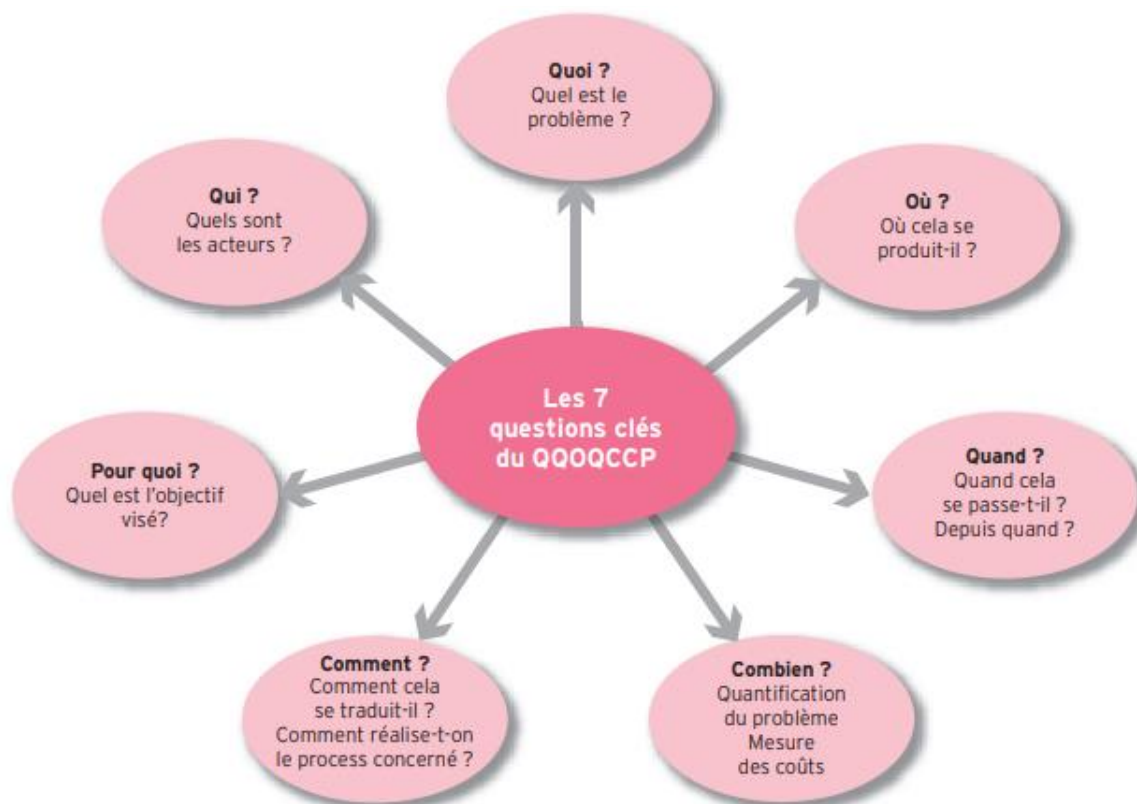 Quoi ?
Quel est le
problème ?
Qui ?
Quels sont
les acteurs ?
Où ?
Où cela se
produit-il ?
Les 7
questions clés
du QQOQCCP
Pour quoi ?
Quel est l'objectif
visé?
Quand ?
Quand cela
se passe-t-il ?
Depuis quand ?
Comment ?
Comment cela
se traduit-il ?
Comment réalise-t-on
le process concerné ?
Combien ?
Quantification
du problème
Mesure
des coûts